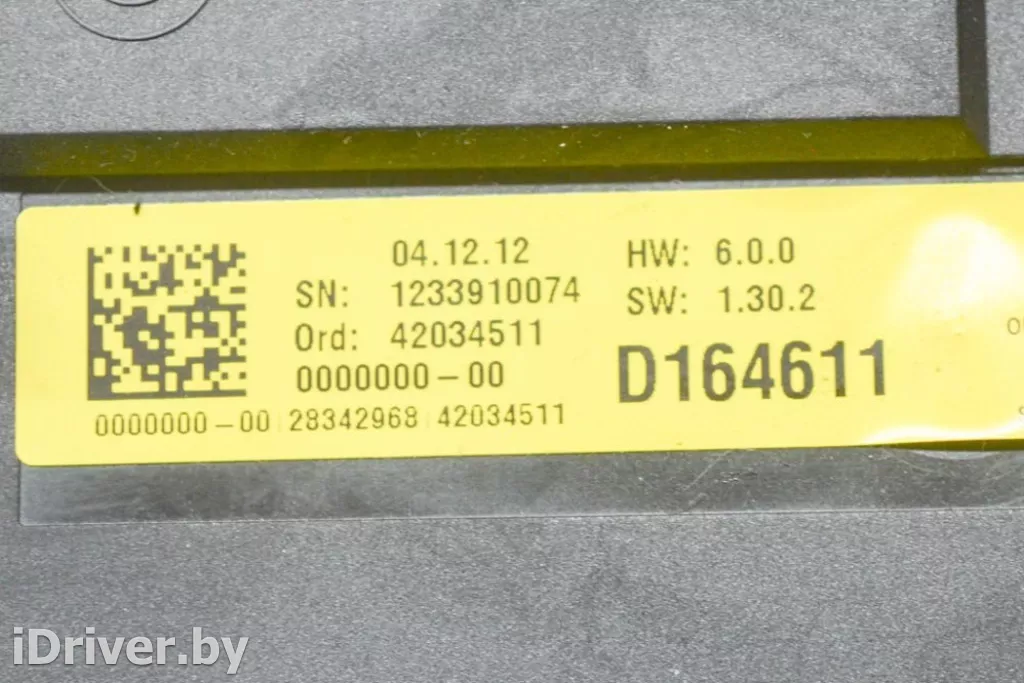 04.12.12
SN: 1233910074
Ord: 42034511
0000000-00
0000000-00 28342968 42034511
HW: 6.0.0
SW: 1.30.2
D164611
iDriver.by